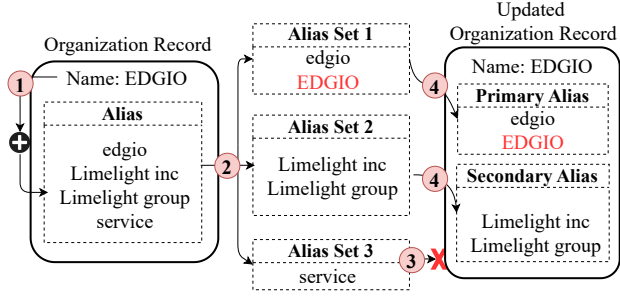 Organization Record
Name: EDGIO
1
Alias
edgio
Limelight inc
Limelight group
service
2
Alias Set 1
edgio
EDGIO
Alias Set 2
Limelight inc
Limelight group
Alias Set 3
service
3
X
4
4
Updated
Organization Record
Name: EDGIO
Primary Alias
edgio
EDGIO
Secondary Alias
Limelight inc
Limelight group